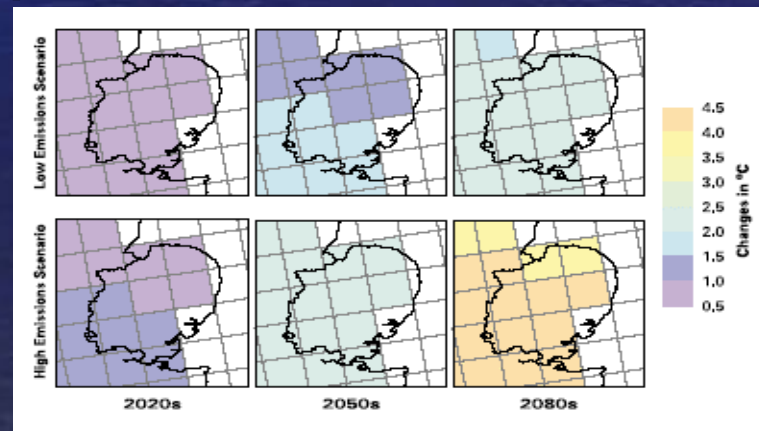 Low Emissions Scenario
High Emissions Scenario
2020s
2050s
2080s
4.5
4.0
3.5
3.0
2.5
2.0
1.5
1.0
0.5
Changes in ºC